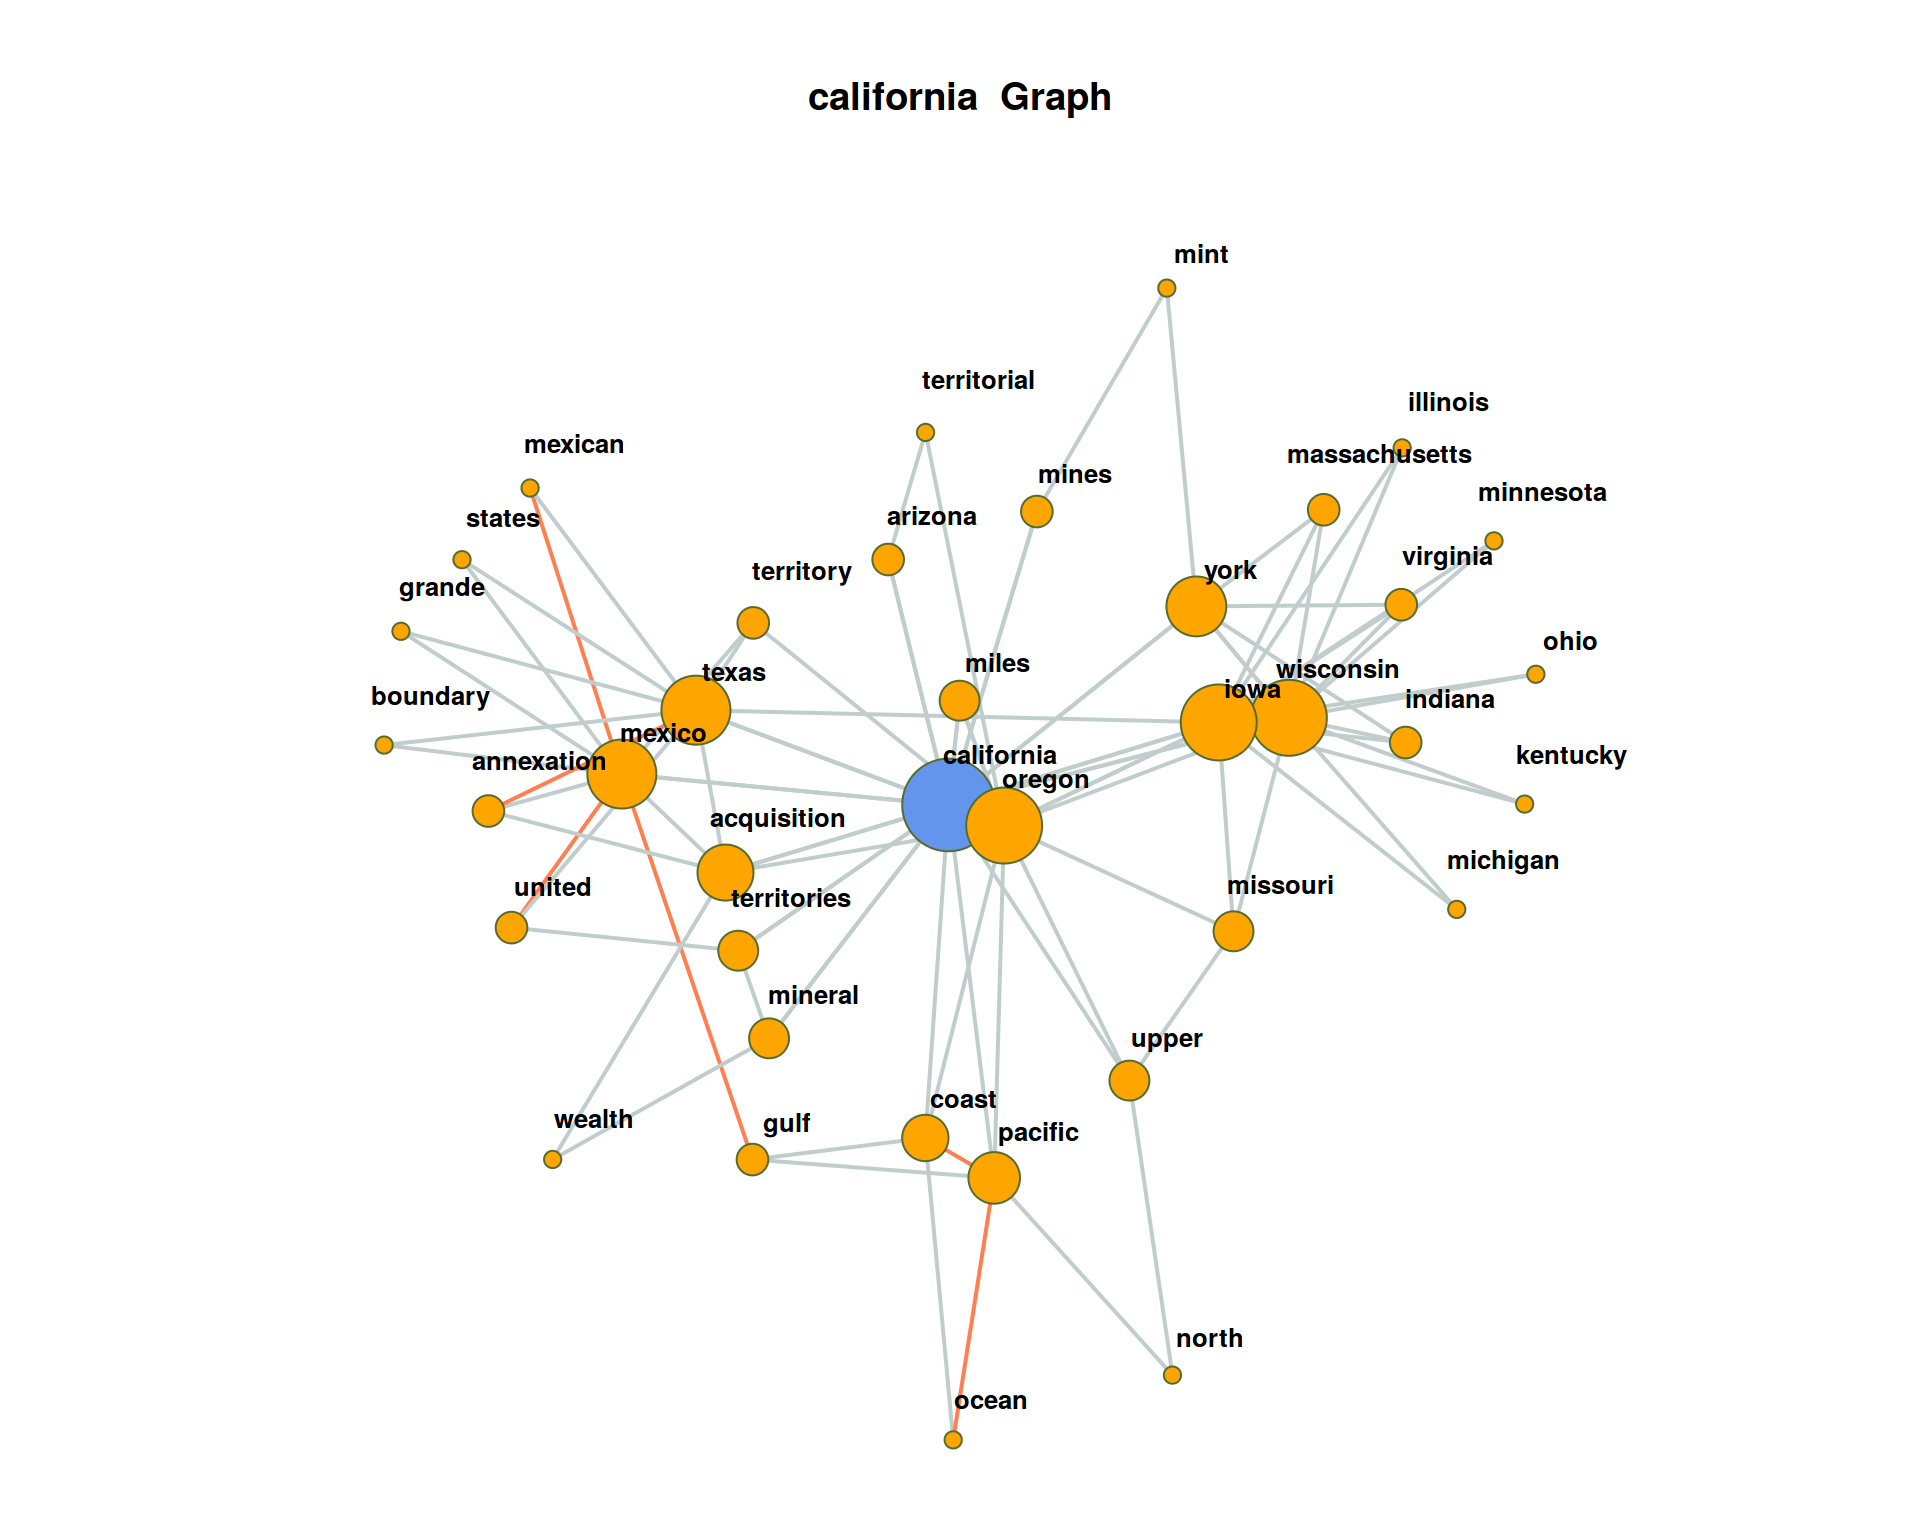 california  Graph
mint
territorial
illinois
mexican
massachusetts
mines
minnesota
states
arizona
virginia
york
territory
grande
ohio
miles
wisconsin
texas
iowa
boundary
indiana
mexico
california
kentucky
annexation
oregon
acquisition
michigan
missouri
united
territories
mineral
upper
coast
wealth
gulf
pacific
north
ocean